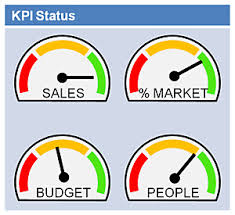 KPI Status
SALES
% MARKET
BUDGET
PEOPLE